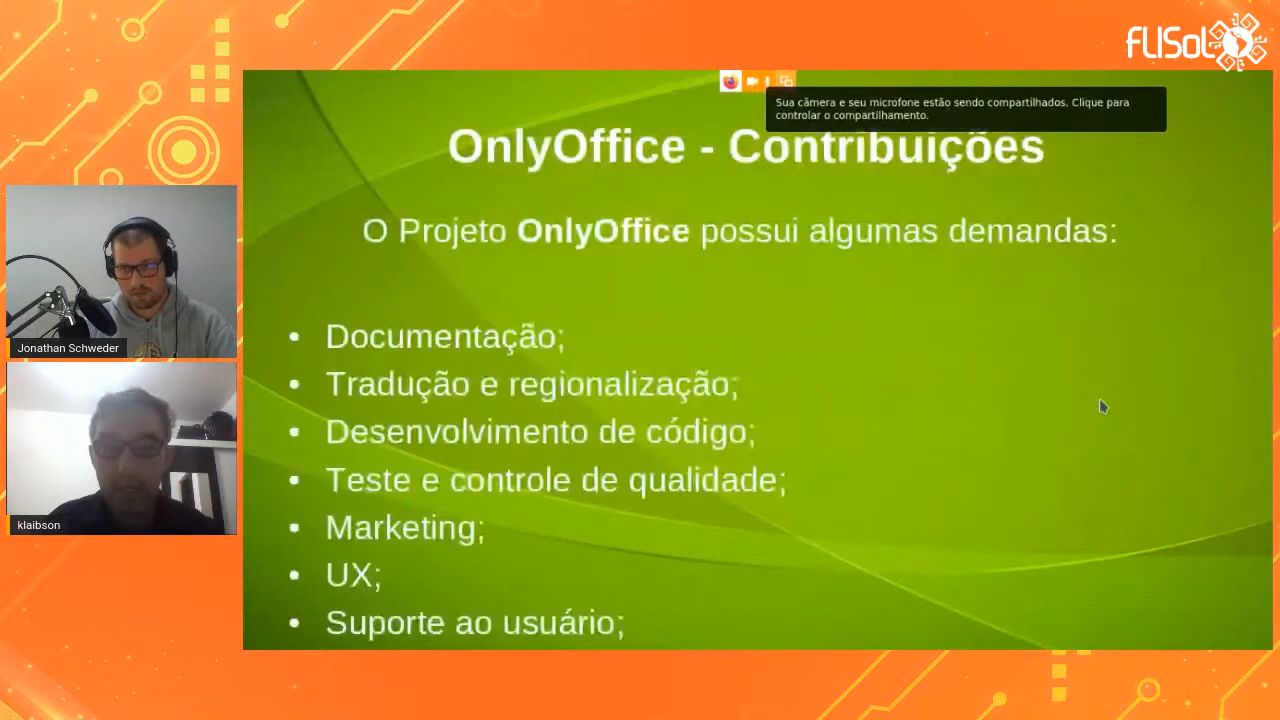 FLISoL
Sua câmera e seu microfone estão sendo compartilhados. Clique para
controlar o compartilhamento.
OnlyOffice - Contribuições
O Projeto OnlyOffice possui algumas demandas:
• Documentação;
• Tradução e regionalização;
• Desenvolvimento de código;
• Teste e controle de qualidade;
• Marketing;
• UX;
• Suporte ao usuário;
Jonathan Schweder
klaibson